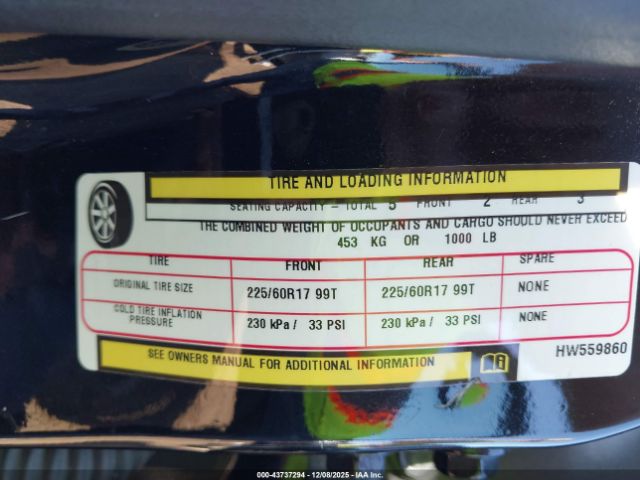 TIRE AND LOADING INFORMATION
SEATING CAPACITY - TOTAL 5 FRONT 2 REAR 3
THE COMBINED WEIGHT OF OCCUPANTS AND CARGO SHOULD NEVER EXCEED
453 KG OR 1000 LB
TIRE FRONT REAR SPARE
ORIGINAL TIRE SIZE 225/60R17 99T 225/60R17 99T NONE
COLD TIRE INFLATION PRESSURE 230 kPa / 33 PSI 230 kPa / 33 PSI NONE
SEE OWNERS MANUAL FOR ADDITIONAL INFORMATION
HW559860
000-43737294 • 12/08/2025 • IAAI.CA